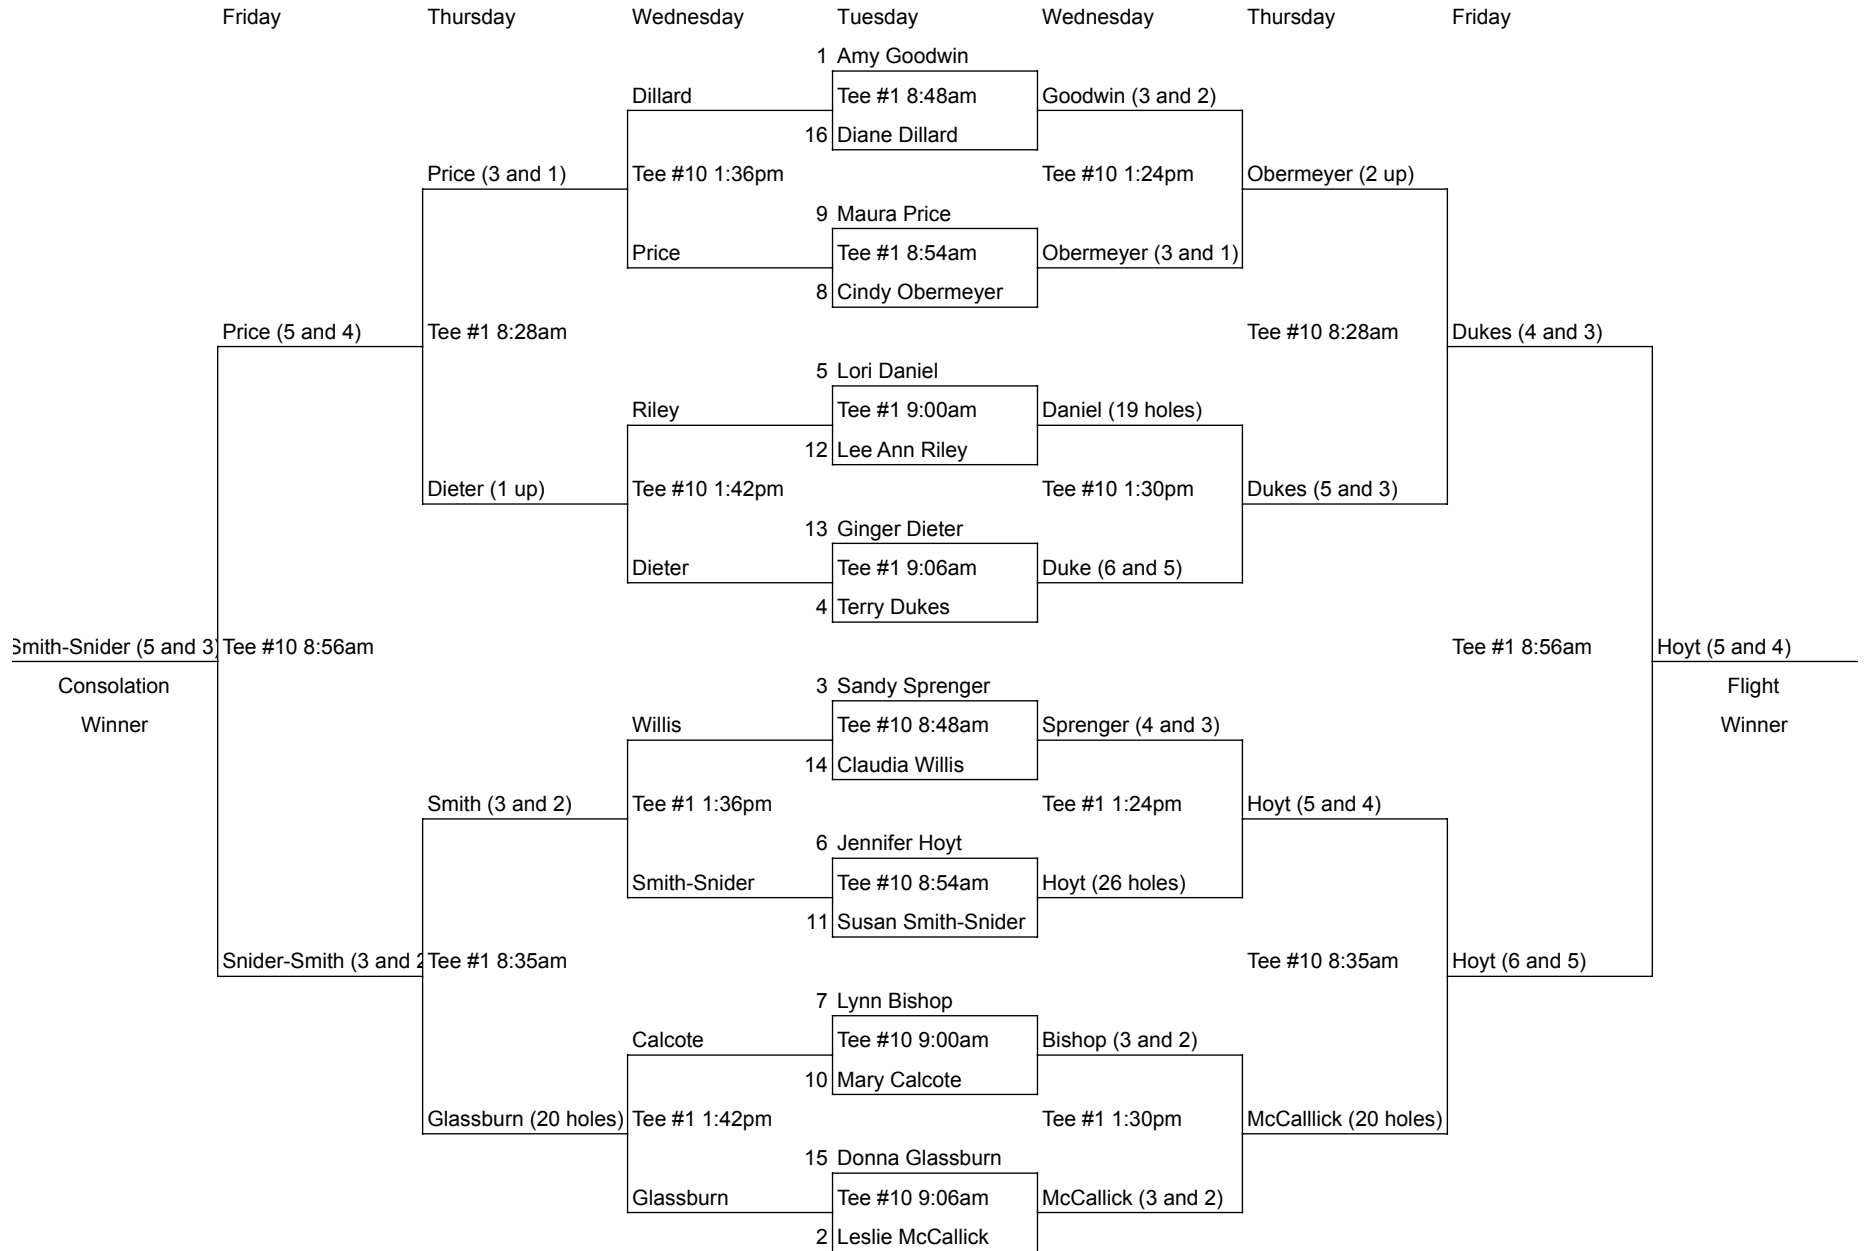 Friday Thursday Wednesday Tuesday Wednesday Thursday Friday
1 Amy Goodwin
Dillard Tee #1 8:48am Goodwin (3 and 2)
16 Diane Dillard
Price (3 and 1) Tee #10 1:36pm Tee #10 1:24pm Obermeyer (2 up)
9 Maura Price
Price Tee #1 8:54am Obermeyer (3 and 1)
8 Cindy Obermeyer
Price (5 and 4) Tee #1 8:28am Tee #10 8:28am Dukes (4 and 3)
5 Lori Daniel
Riley Tee #1 9:00am Daniel (19 holes)
12 Lee Ann Riley
Dieter (1 up) Tee #10 1:42pm Tee #10 1:30pm Dukes (5 and 3)
13 Ginger Dieter
Dieter Tee #1 9:06am Duke (6 and 5)
4 Terry Dukes
Smith-Snider (5 and 3) Tee #10 8:56am Tee #1 8:56am Hoyt (5 and 4)
Consolation 3 Sandy Sprenger Flight
Winner Willis Tee #10 8:48am Sprenger (4 and 3) Winner
14 Claudia Willis
Smith (3 and 2) Tee #1 1:36pm Tee #1 1:24pm Hoyt (5 and 4)
6 Jennifer Hoyt
Smith-Snider Tee #10 8:54am Hoyt (26 holes)
11 Susan Smith-Snider
Snider-Smith (3 and 2 Tee #1 8:35am Tee #10 8:35am Hoyt (6 and 5)
7 Lynn Bishop
Calcote Tee #10 9:00am Bishop (3 and 2)
10 Mary Calcote
Glassburn (20 holes) Tee #1 1:42pm Tee #1 1:30pm McCalllick (20 holes)
15 Donna Glassburn
Glassburn Tee #10 9:06am McCallick (3 and 2)
2 Leslie McCallick